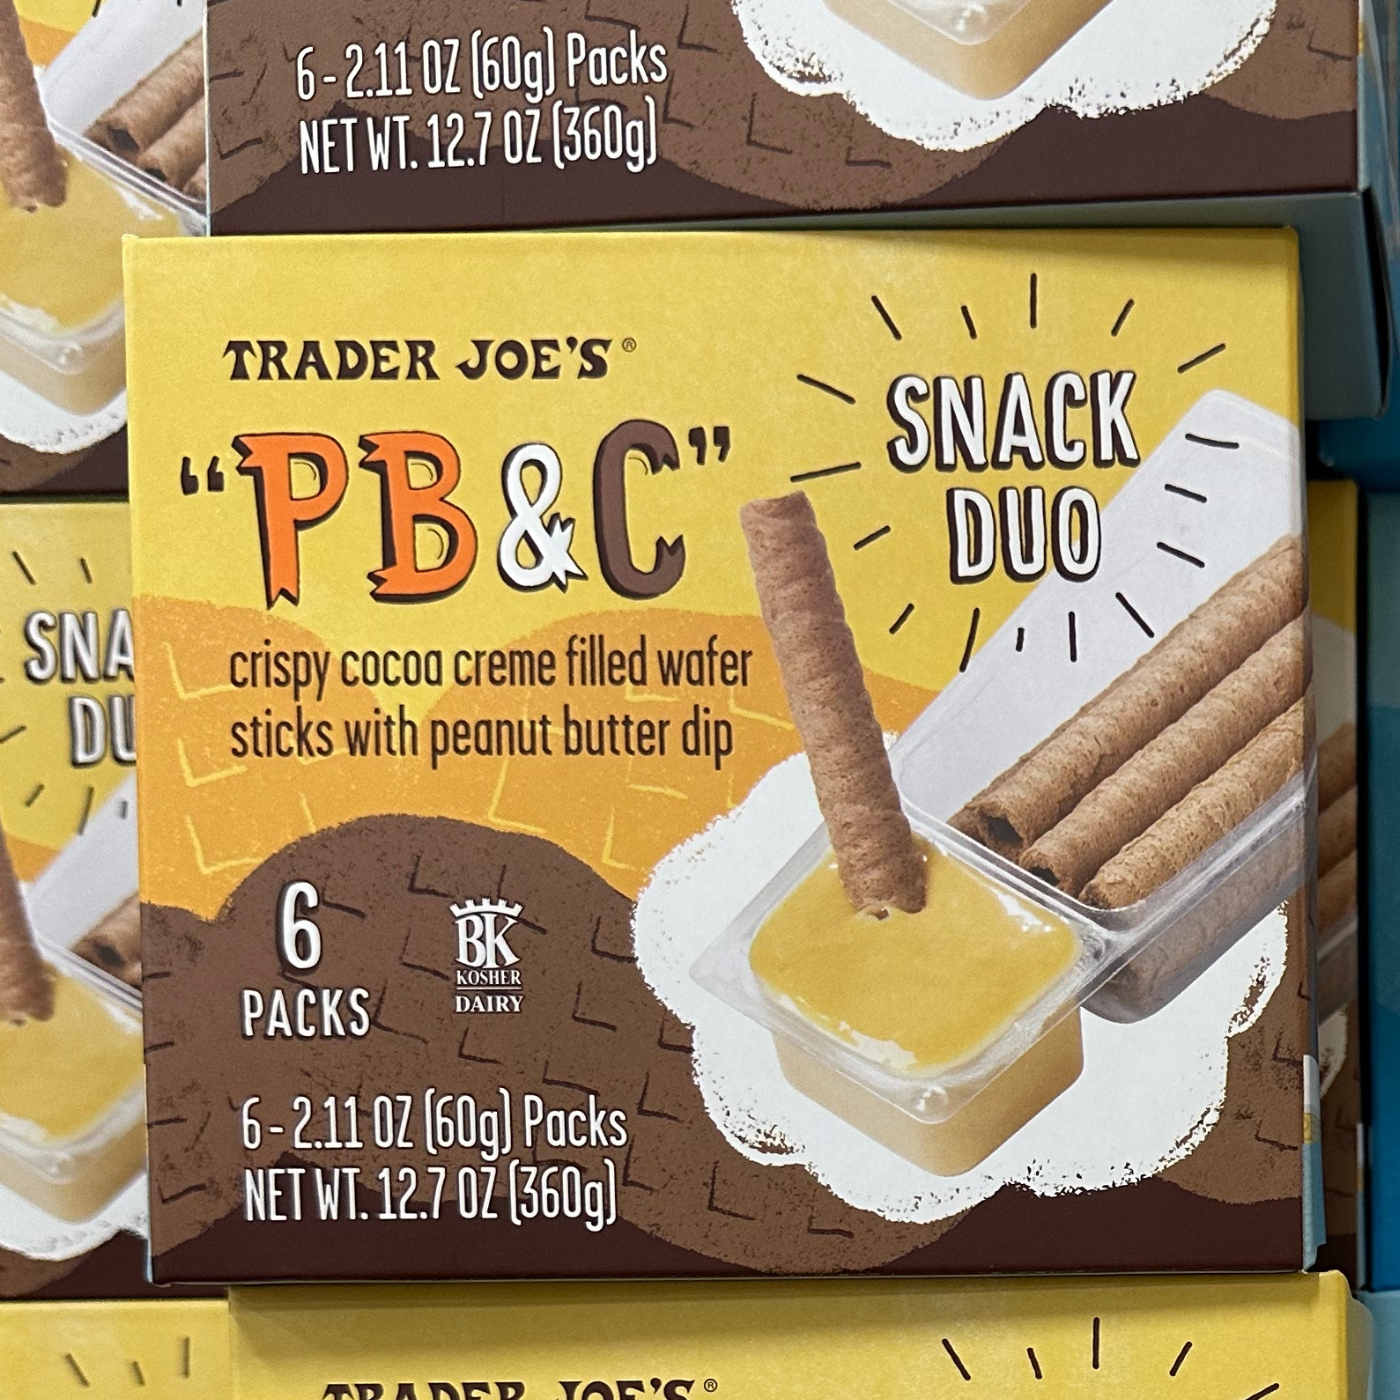 6-2.11 OZ (60g) Packs
NET WT. 12.7 OZ (360g)
TRADER JOE'S®
"PB&C"
SNACK
DUO
crispy cocoa creme filled wafer
sticks with peanut butter dip
6
PACKS
BK
KOSHER
DAIRY
6-2.11 OZ (60g) Packs
NET WT. 12.7 OZ (360g)
SNA
DU
TRADER JOE'S®